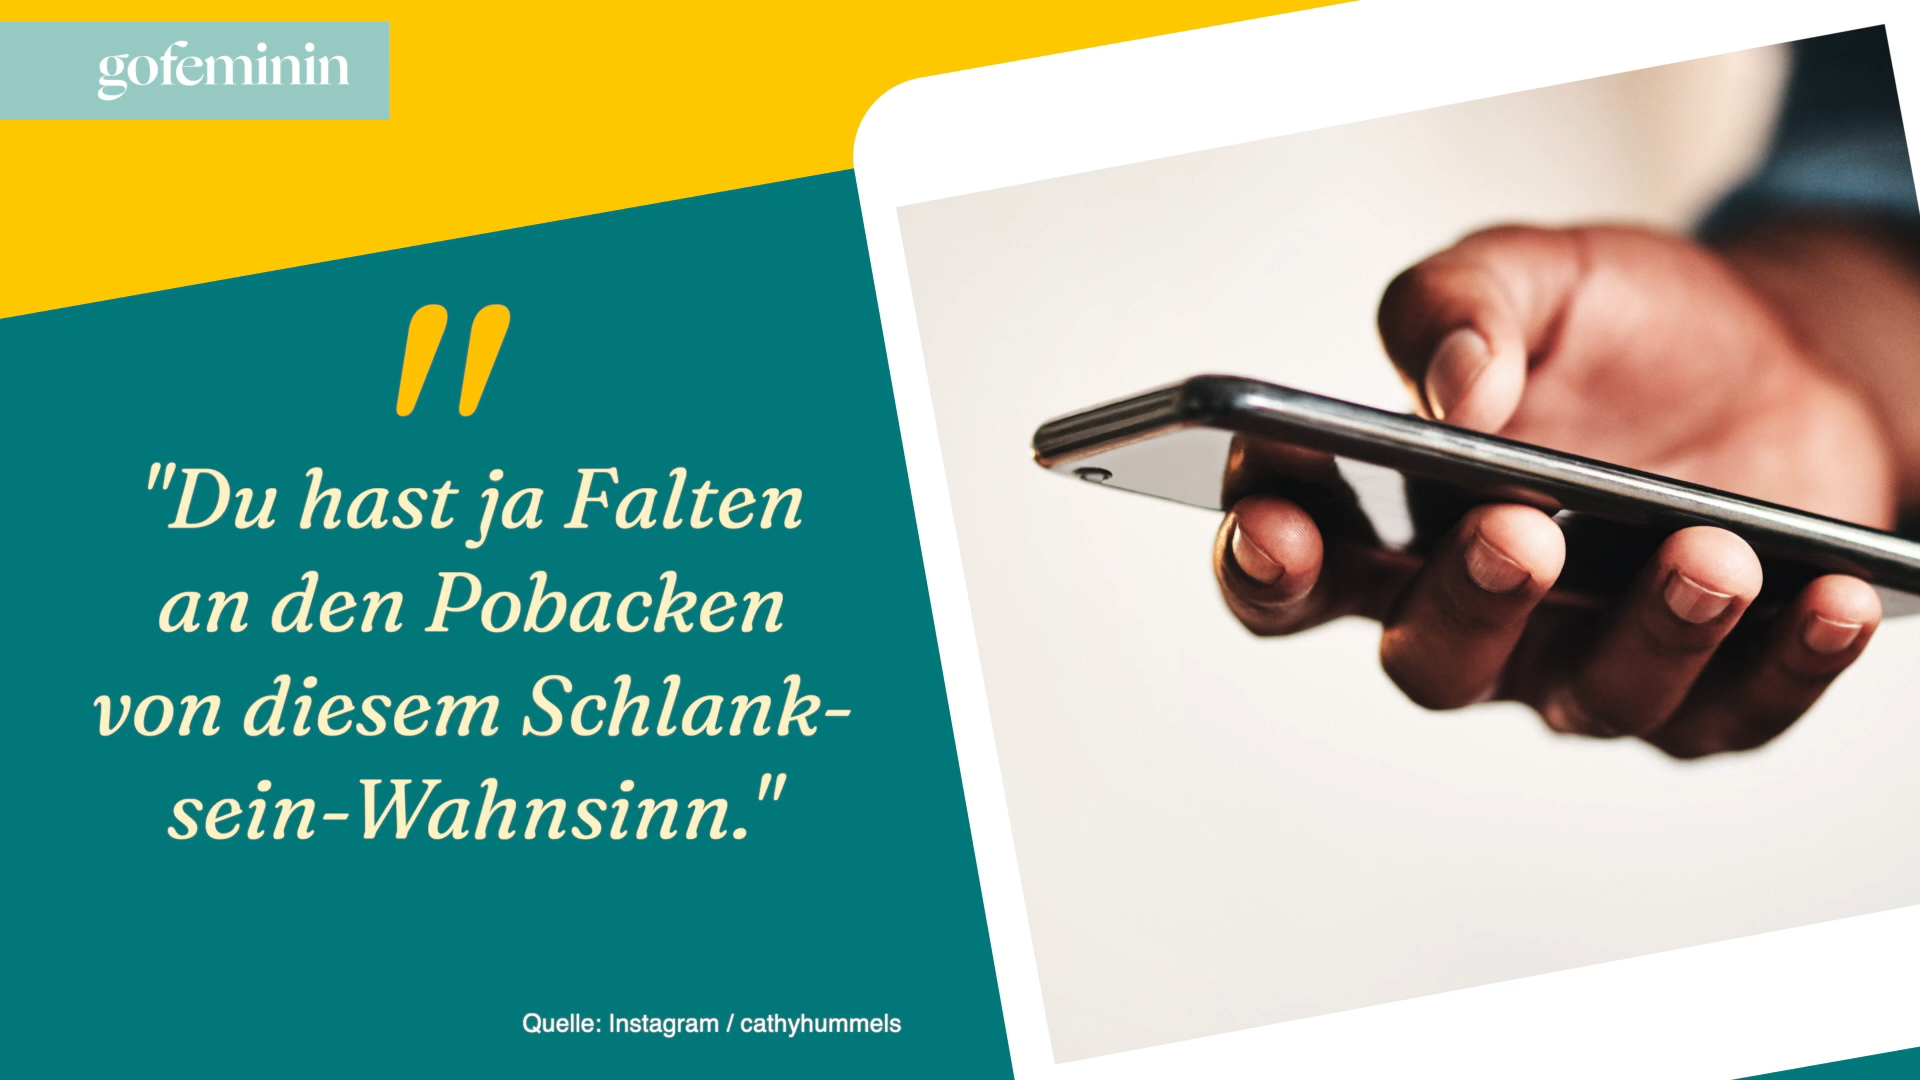 gofeminin
"
"Du hast ja Falten
an den Pobacken
von diesem Schlank-
sein-Wahnsinn."
Quelle: Instagram / cathyhummels